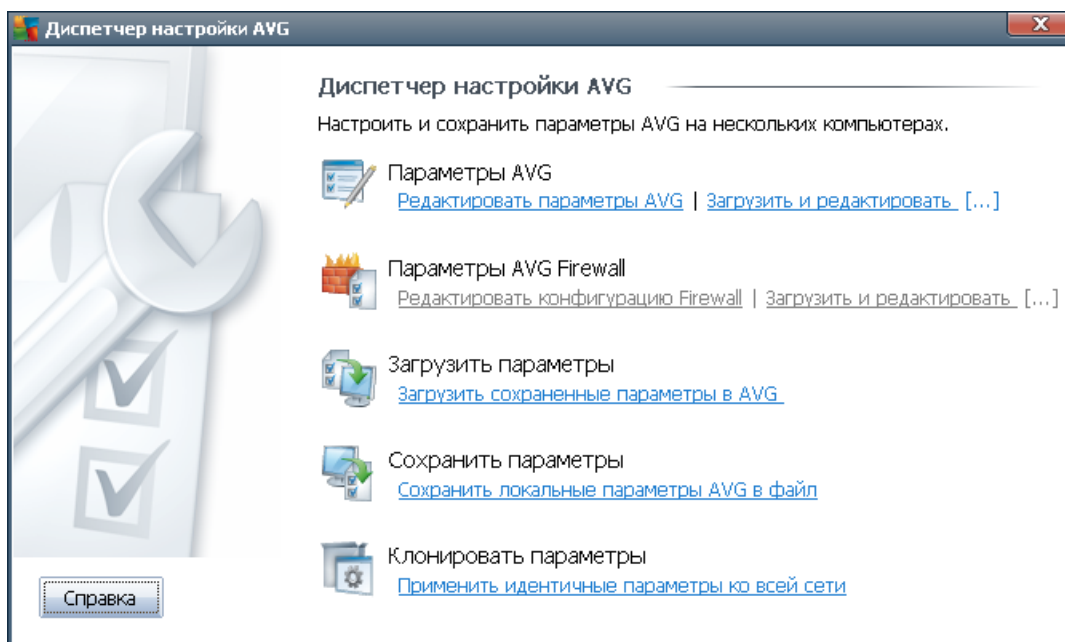 Диспетчер настройки AVG
Диспетчер настройки AVG
Настроить и сохранить параметры AVG на нескольких компьютерах.
Параметры AVG
Редактировать параметры AVG | Загрузить и редактировать [...]
Параметры AVG Firewall
Редактировать конфигурацию Firewall | Загрузить и редактировать [...]
Загрузить параметры
Загрузить сохраненные параметры в AVG
Сохранить параметры
Сохранить локальные параметры AVG в файл
Клонировать параметры
Применить идентичные параметры ко всей сети
Справка